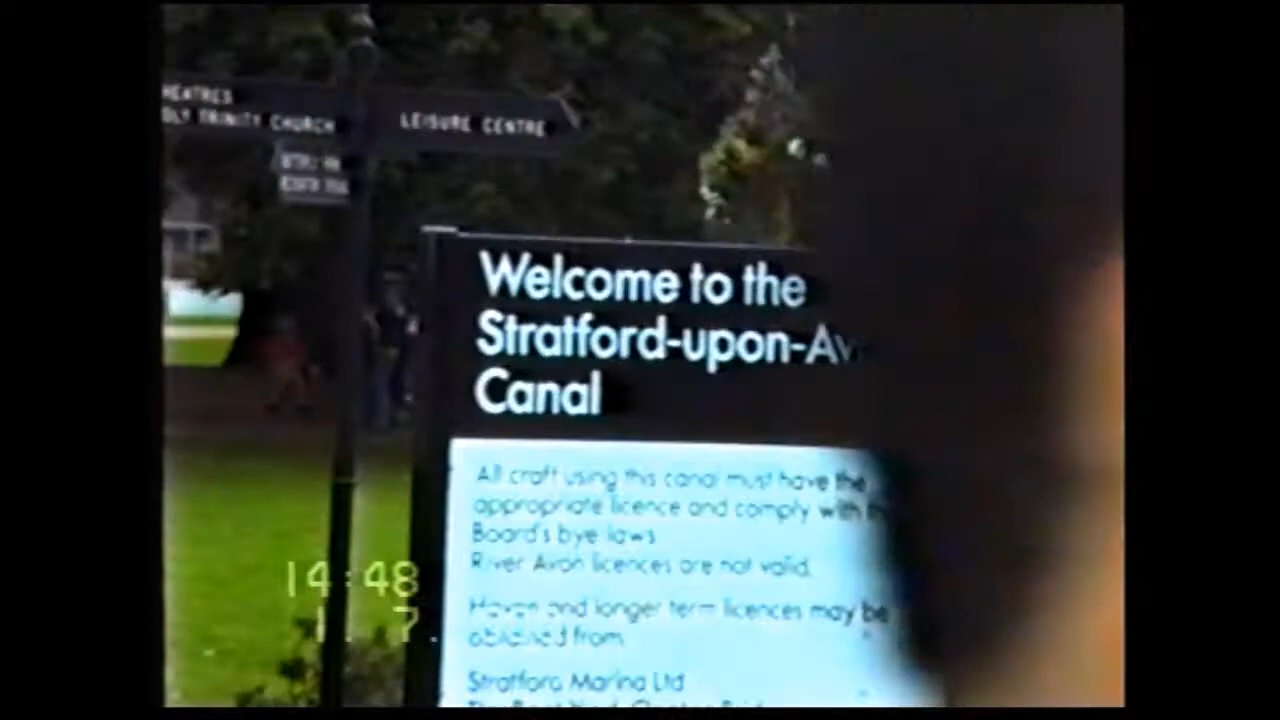 HEATRES
OLY TRINITY CHURCH
LEISURE CENTRE
Welcome to the
Stratford-upon-Av
Canal
All craft using this canal must have the
appropriate licence and comply with
Board's bye laws
River Avon licences are not valid.
and longer term licences may be
obtained from
Stratford Marina Ltd
14:48